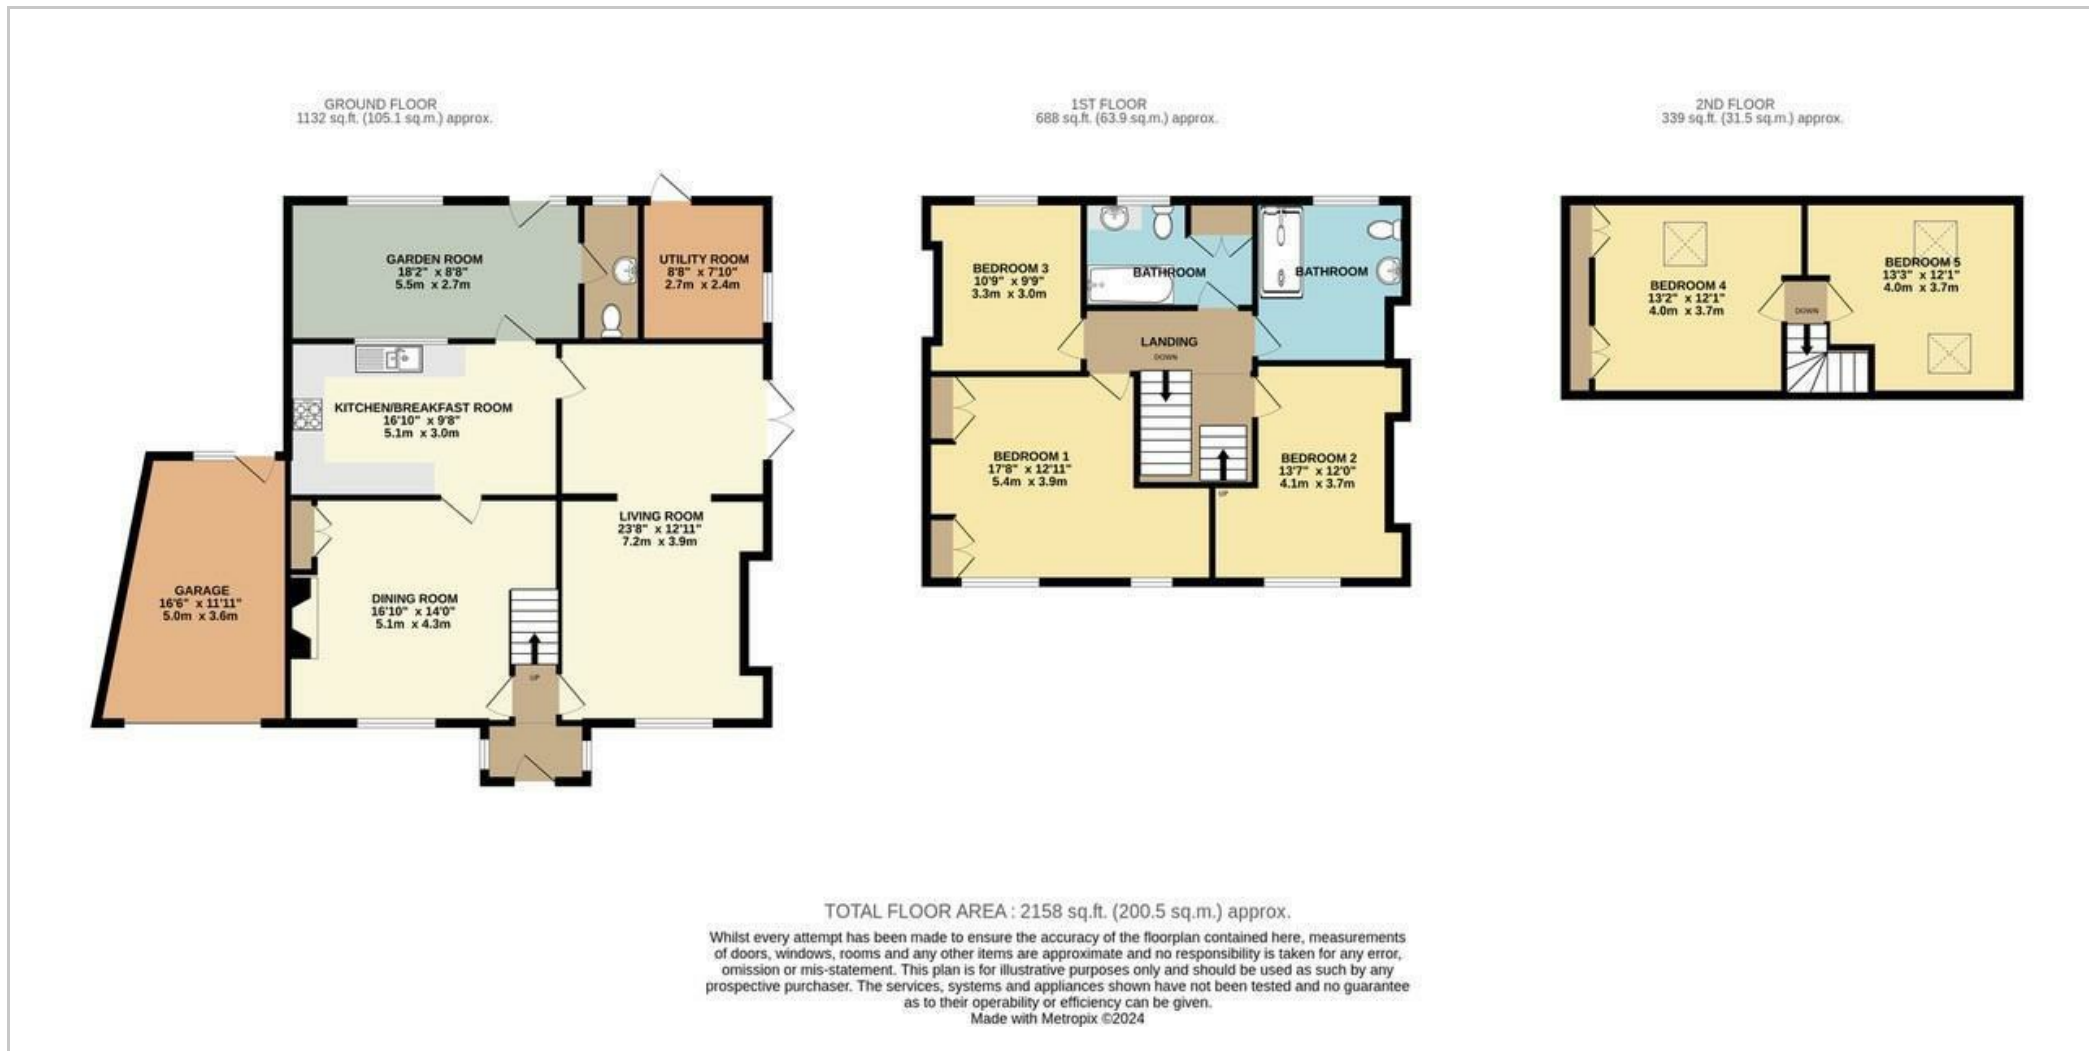 GROUND FLOOR
1132 sq.ft. (105.1 sq.m.) approx.
1ST FLOOR
688 sq.ft. (63.9 sq.m.) approx.
2ND FLOOR
339 sq.ft. (31.5 sq.m.) approx.
GARDEN ROOM
18'2" x 8'8"
5.5m x 2.7m
UTILITY ROOM
8'8" x 7'10"
2.7m x 2.4m
KITCHEN/BREAKFAST ROOM
16'10" x 9'8"
5.1m x 3.0m
LIVING ROOM
23'8" x 12'11"
7.2m x 3.9m
GARAGE
16'6" x 11'11"
5.0m x 3.6m
DINING ROOM
16'10" x 14'0"
5.1m x 4.3m
UP
BEDROOM 3
10'9" x 9'9"
3.3m x 3.0m
BATHROOM
BATHROOM
LANDING
DOWN
BEDROOM 1
17'8" x 12'11"
5.4m x 3.9m
BEDROOM 2
13'7" x 12'0"
4.1m x 3.7m
UP
BEDROOM 4
13'2" x 12'1"
4.0m x 3.7m
BEDROOM 5
13'3" x 12'1"
4.0m x 3.7m
DOWN
TOTAL FLOOR AREA : 2158 sq.ft. (200.5 sq.m.) approx.
Whilst every attempt has been made to ensure the accuracy of the floorplan contained here, measurements
of doors, windows, rooms and any other items are approximate and no responsibility is taken for any error,
omission or mis-statement. This plan is for illustrative purposes only and should be used as such by any
prospective purchaser. The services, systems and appliances shown have not been tested and no guarantee
as to their operability or efficiency can be given.
Made with Metropix ©2024